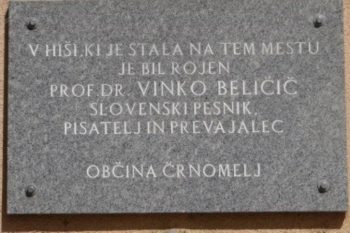 V HIŠI,KI JE STALA NA TEM MESTU
JE BIL ROJEN
PROF. DR. VINKO BELIČIČ
SLOVENSKI PESNIK,
PISATELJ IN PREVAJALEC
OBČINA ČRNOMELJ